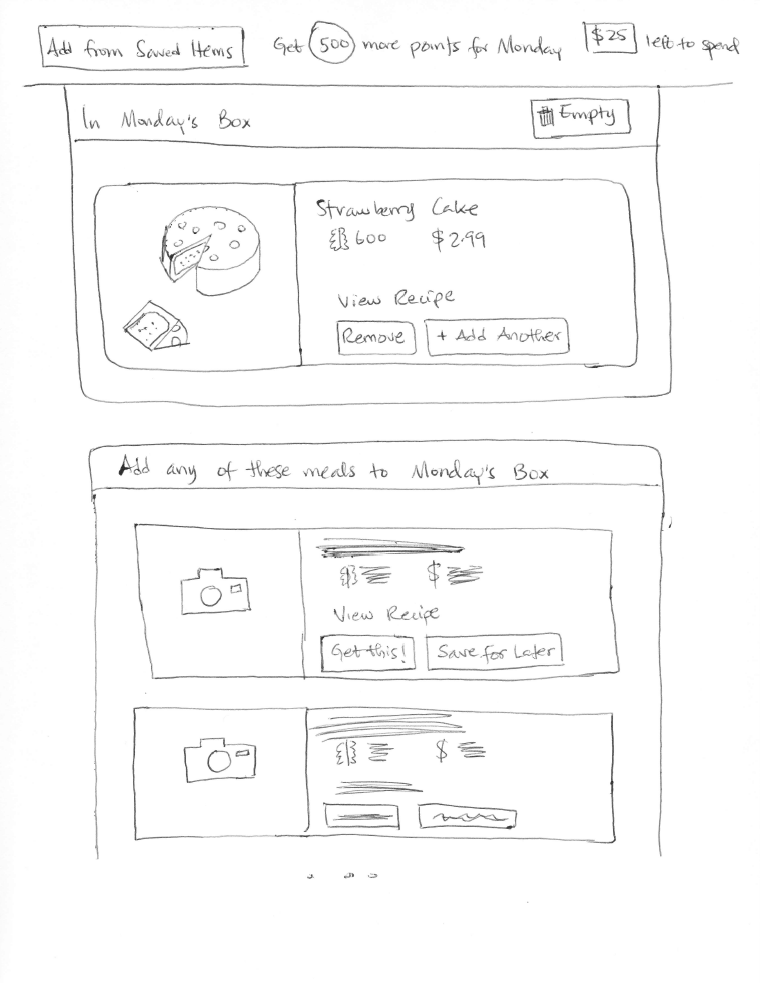 Add from Saved Items
Get 500 more points for Monday
$25 left to spend
In Monday's Box
Empty
Strawberry Cake
600 $2.99
View Recipe
Remove
+ Add Another
Add any of these meals to Monday's Box
$
View Recipe
Get this!
Save for Later
$